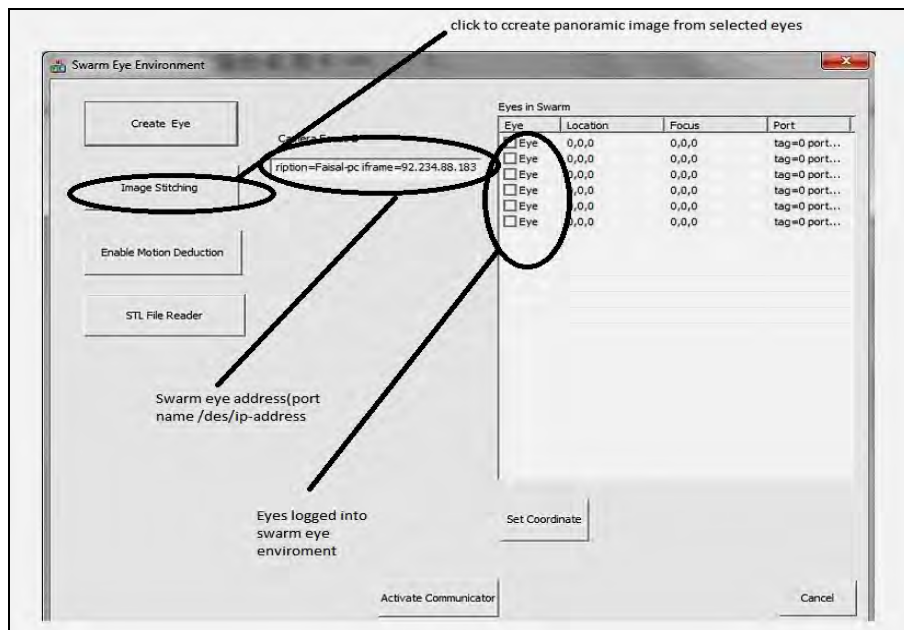 click to ccreate panoramic image from selected eyes
Swarm Eye Environment
Create Eye
Image Stitching
Enable Motion Deduction
STL File Reader
Camera
ription=Faisal-pc iframe=92.234.88.183
Eyes in Swarm
Eye Location Focus Port
Eye 0,0,0 0,0,0 tag=0 port...
Eye 0,0,0 0,0,0 tag=0 port...
Eye 0,0,0 0,0,0 tag=0 port...
Eye 0,0,0 0,0,0 tag=0 port...
Eye 0,0,0 0,0,0 tag=0 port...
Eye 0,0,0 0,0,0 tag=0 port...
Swarm eye address(port
name /des/ip-address
Eyes logged into
swarm eye
enviroment
Set Coordinate
Activate Communicator
Cancel